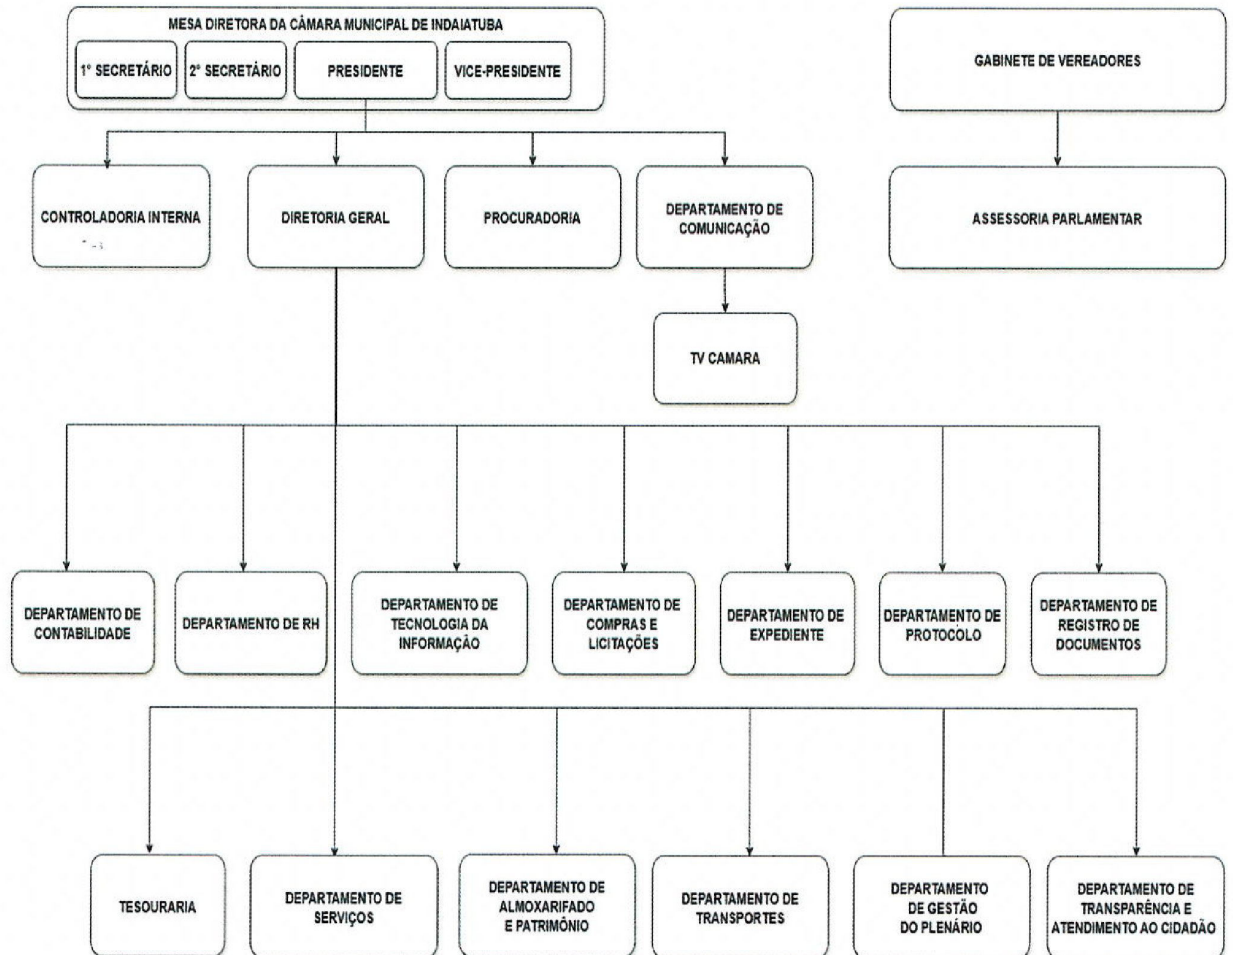 MESA DIRETORA DA CÂMARA MUNICIPAL DE INDAIATUBA
1º SECRETÁRIO
2º SECRETÁRIO
PRESIDENTE
VICE-PRESIDENTE
GABINETE DE VEREADORES
CONTROLADORIA INTERNA
DIRETORIA GERAL
PROCURADORIA
DEPARTAMENTO DE
COMUNICAÇÃO
ASSESSORIA PARLAMENTAR
TV CAMARA
DEPARTAMENTO DE
CONTABILIDADE
DEPARTAMENTO DE RH
DEPARTAMENTO DE
TECNOLOGIA DA
INFORMAÇÃO
DEPARTAMENTO DE
COMPRAS E
LICITAÇÕES
DEPARTAMENTO DE
EXPEDIENTE
DEPARTAMENTO DE
PROTOCOLO
DEPARTAMENTO DE
REGISTRO DE
DOCUMENTOS
TESOURARIA
DEPARTAMENTO DE
SERVIÇOS
DEPARTAMENTO DE
ALMOXARIFADO
E PATRIMÔNIO
DEPARTAMENTO DE
TRANSPORTES
DEPARTAMENTO
DE GESTÃO
DO PLENÁRIO
DEPARTAMENTO DE
TRANSPARÊNCIA E
ATENDIMENTO AO CIDADÃO